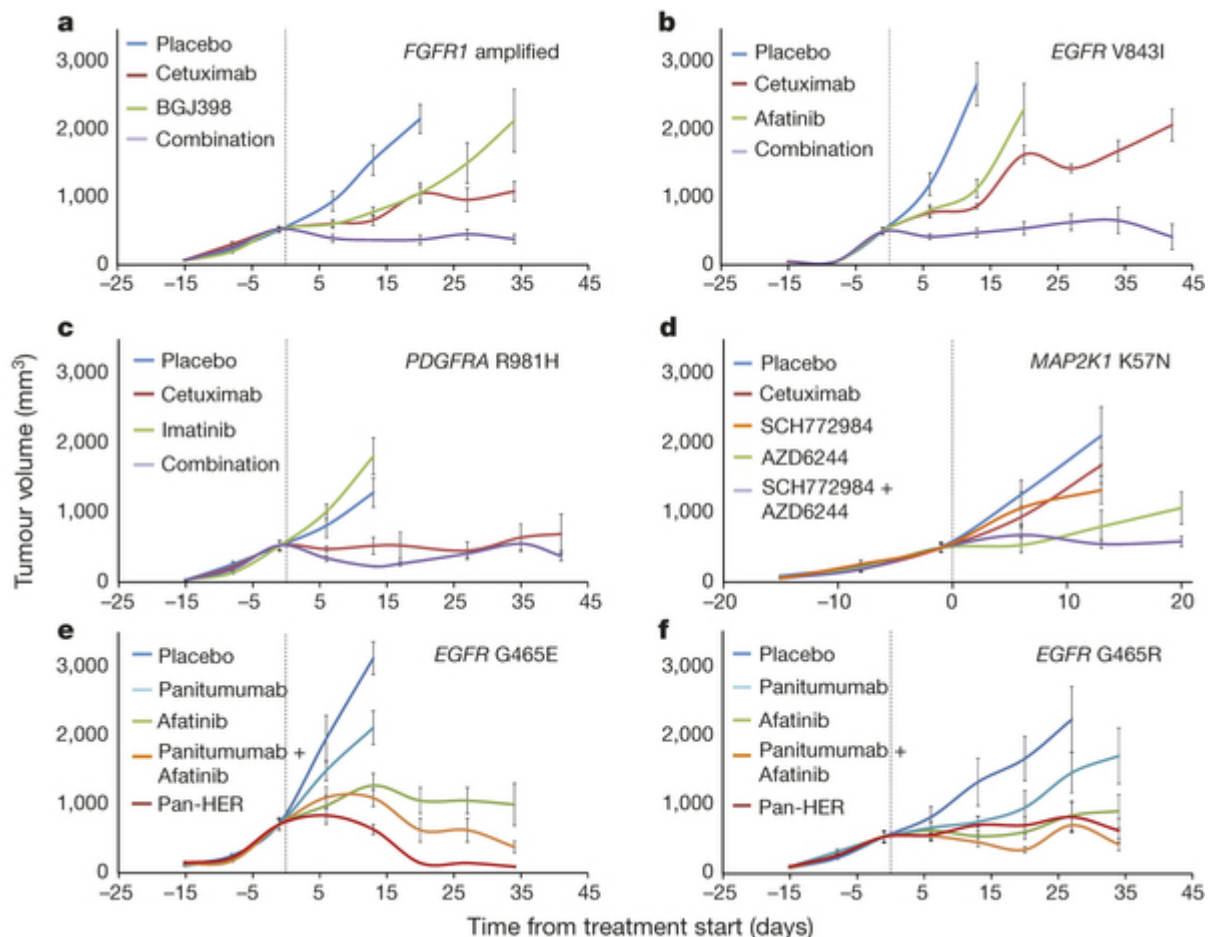 a
FGFR1 amplified
Placebo
Cetuximab
BGJ398
Combination
3,000
2,000
1,000
0
–25 –15 –5 5 15 25 35 45
b
EGFR V843I
Placebo
Cetuximab
Afatinib
Combination
3,000
2,000
1,000
0
–25 –15 –5 5 15 25 35 45
Tumour volume (mm3)
c
PDGFRA R981H
Placebo
Cetuximab
Imatinib
Combination
3,000
2,000
1,000
0
–25 –15 –5 5 15 25 35 45
d
MAP2K1 K57N
Placebo
Cetuximab
SCH772984
AZD6244
SCH772984 +
AZD6244
3,000
2,000
1,000
0
–20 –10 0 10 20
e
EGFR G465E
Placebo
Panitumumab
Afatinib
Panitumumab +
Afatinib
Pan-HER
3,000
2,000
1,000
0
–25 –15 –5 5 15 25 35 45
f
EGFR G465R
Placebo
Panitumumab
Afatinib
Panitumumab +
Afatinib
Pan-HER
3,000
2,000
1,000
0
–25 –15 –5 5 15 25 35 45
Time from treatment start (days)